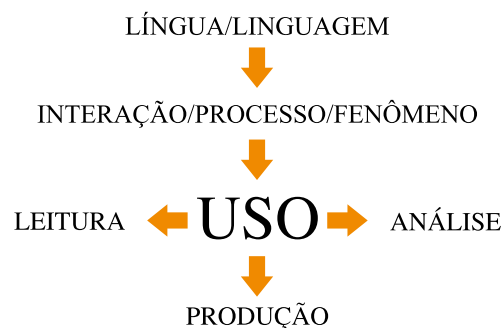 LÍNGUA/LINGUAGEM
INTERAÇÃO/PROCESSO/FENÔMENO
LEITURA USO ANÁLISE
PRODUÇÃO